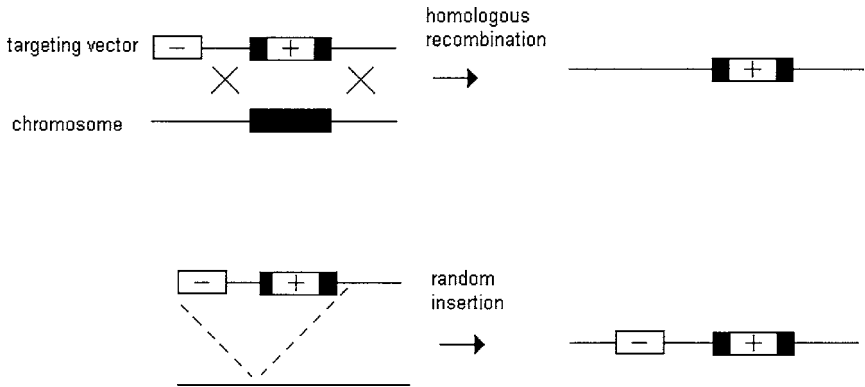 homologous
recombination
targeting vector
− +
+
chromosome
− +
random
insertion
− +